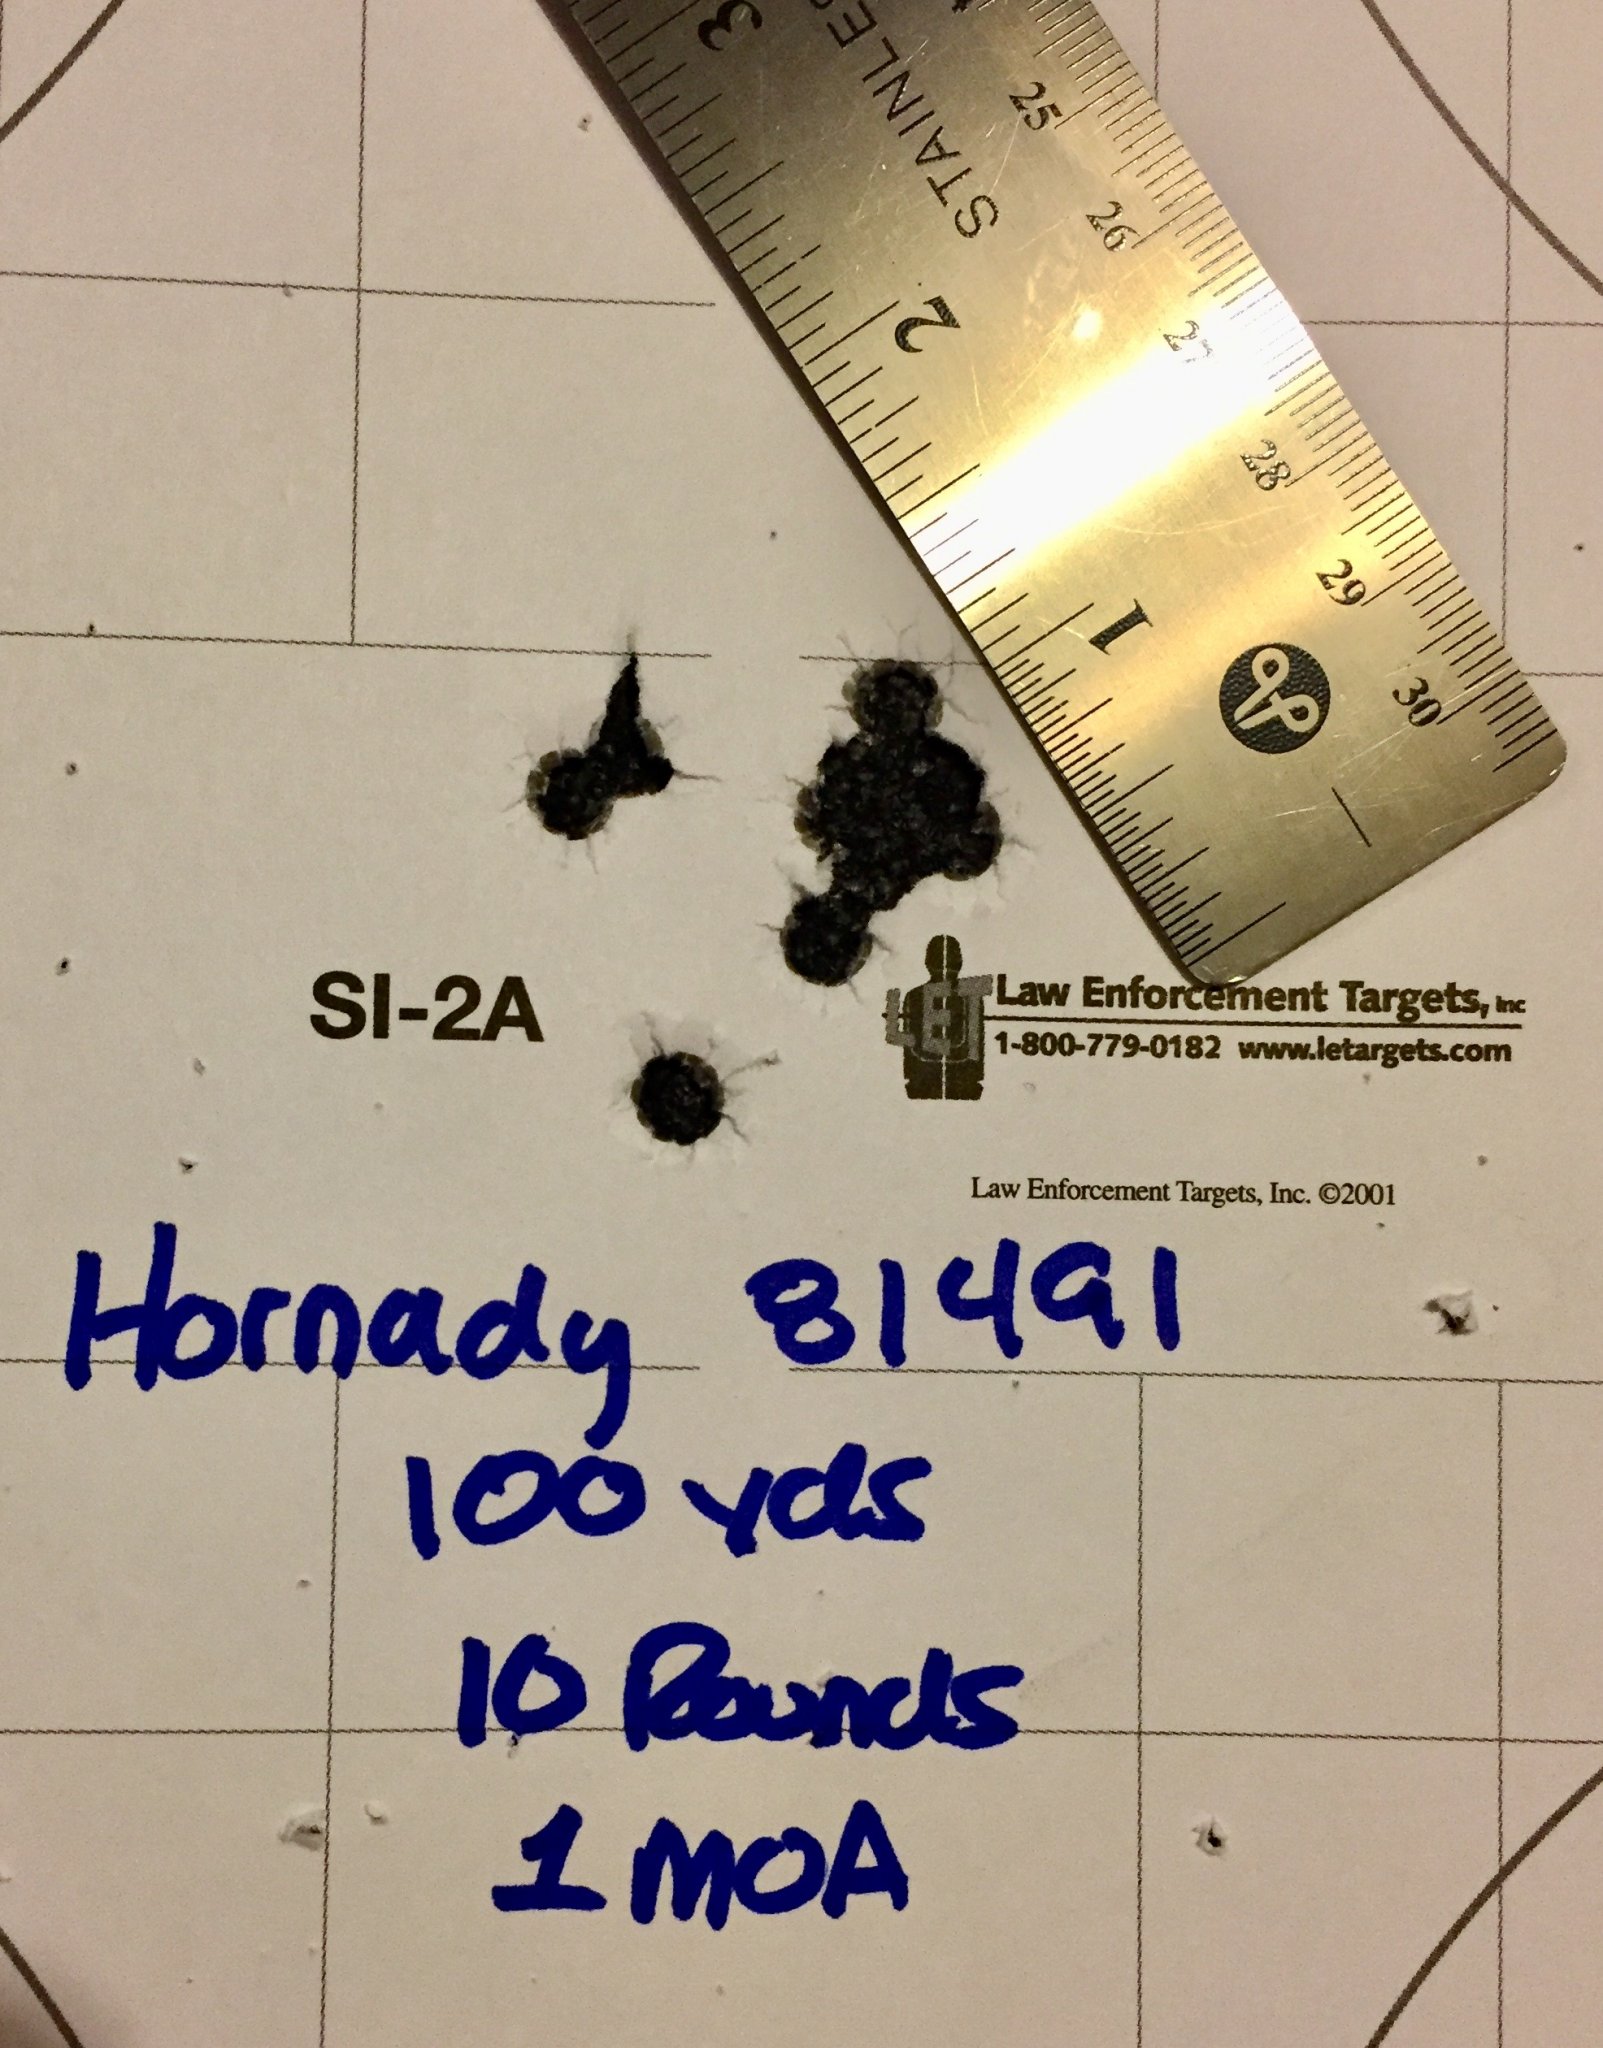 3
STAINLES
25
26
2
27
28
29
1
30
SI-2A
LET
Law Enforcement Targets, Inc
1-800-779-0182 www.letargets.com
Law Enforcement Targets, Inc. ©2001
Hornady 81491
100 yds
10 Rounds
1 MOA